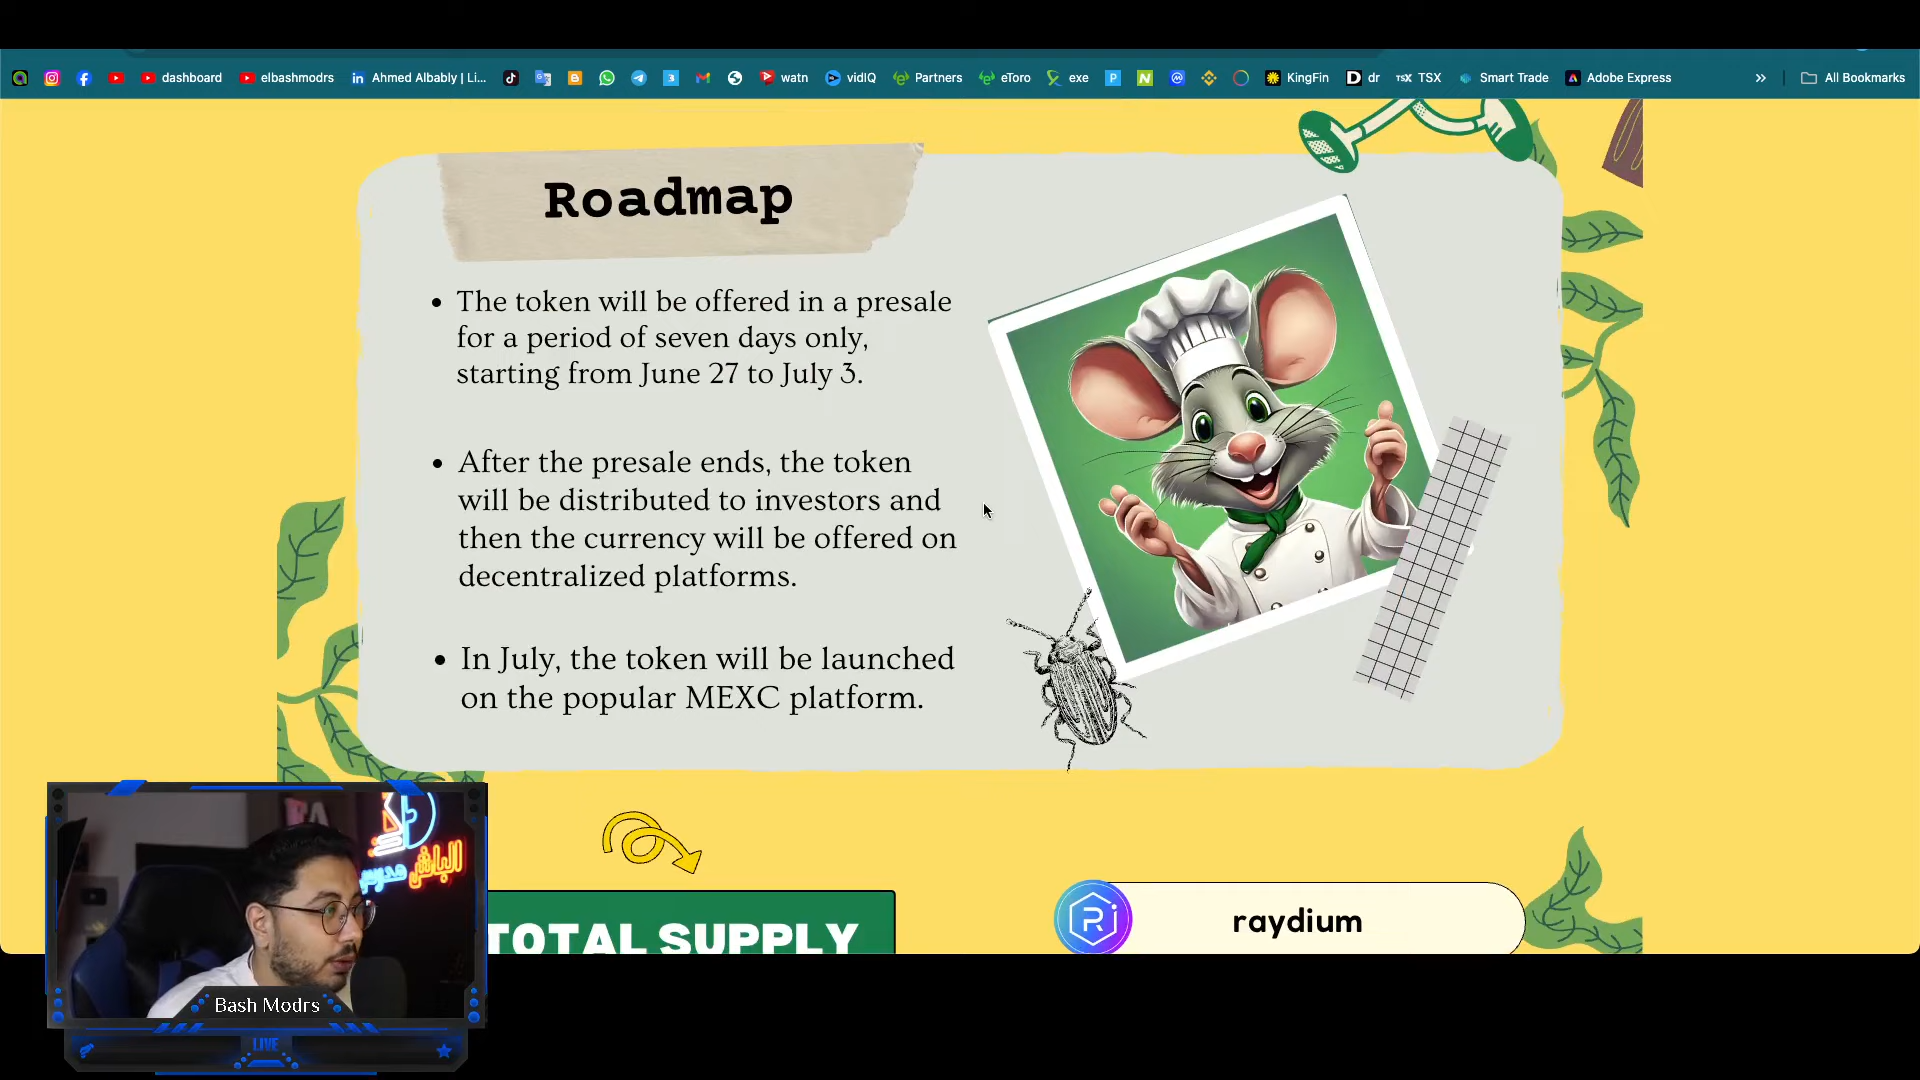 dashboard
elbashmodrs
Ahmed Albably | Li...
watn
vidIQ
Partners
eToro
exe
KingFin
dr
TSX
TSX
Smart Trade
Adobe Express
All Bookmarks
Roadmap
The token will be offered in a presale
for a period of seven days only,
starting from June 27 to July 3.
After the presale ends, the token
will be distributed to investors and
then the currency will be offered on
decentralized platforms.
In July, the token will be launched
on the popular MEXC platform.
TOTAL SUPPLY
raydium
الباش مدرس
Bash Modrs
LIVE